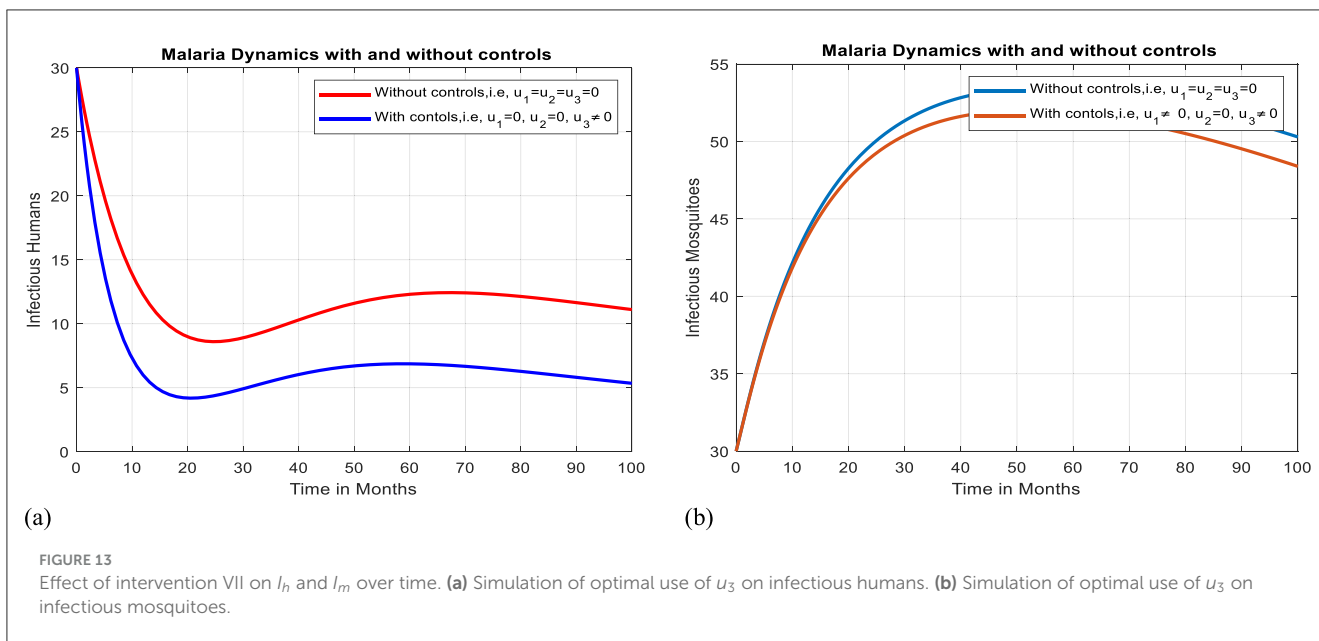 Malaria Dynamics with and without controls
Without controls,i.e, u1=u2=u3=0
With contols,i.e, u1=0, u2=0, u3≠0
30
25
20
15
10
5
0
Infectious Humans
0 10 20 30 40 50 60 70 80 90 100
Time in Months
(a)
Malaria Dynamics with and without controls
Without controls,i.e, u1=u2=u3=0
With contols,i.e, u1≠ 0, u2=0, u3≠0
55
50
45
40
35
30
Infectious Mosquitoes
0 10 20 30 40 50 60 70 80 90 100
Time in Months
(b)
FIGURE 13
Effect of intervention VII on Ih and Im over time. (a) Simulation of optimal use of u3 on infectious humans. (b) Simulation of optimal use of u3 on
infectious mosquitoes.